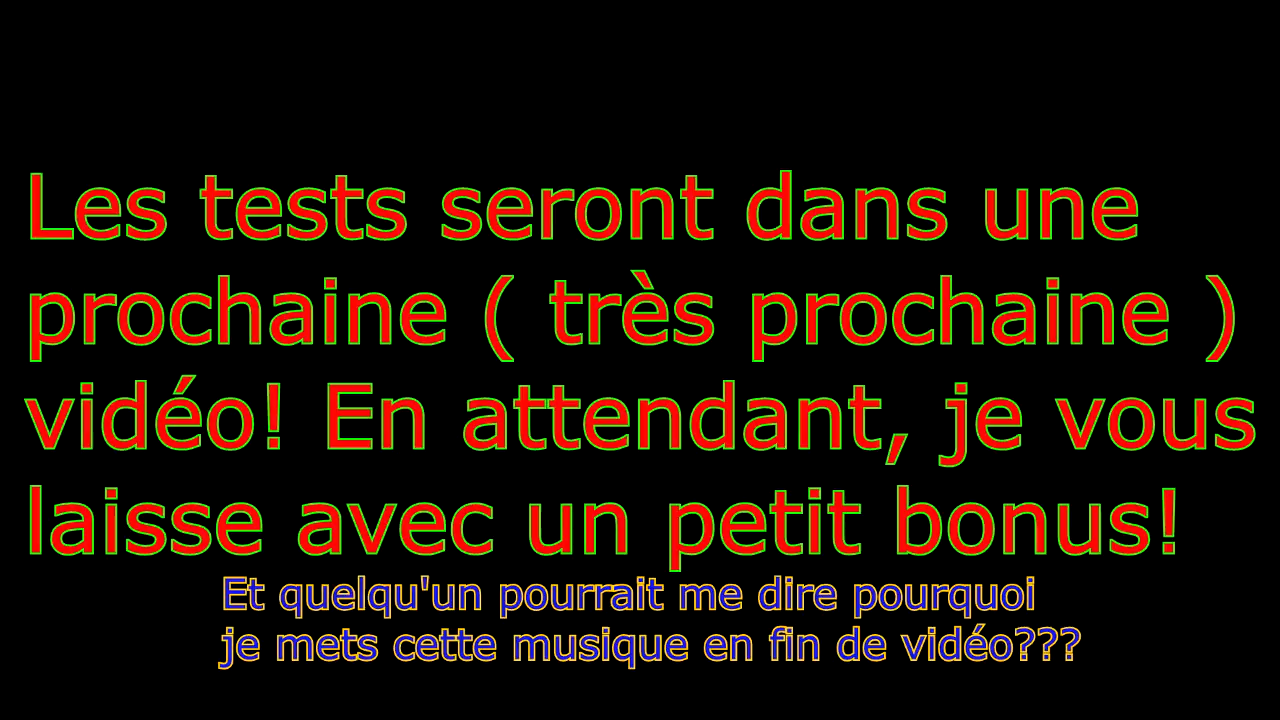 Les tests seront dans une
prochaine ( très prochaine )
vidéo! En attendant, je vous
laisse avec un petit bonus!
Et quelqu'un pourrait me dire pourquoi
je mets cette musique en fin de vidéo???